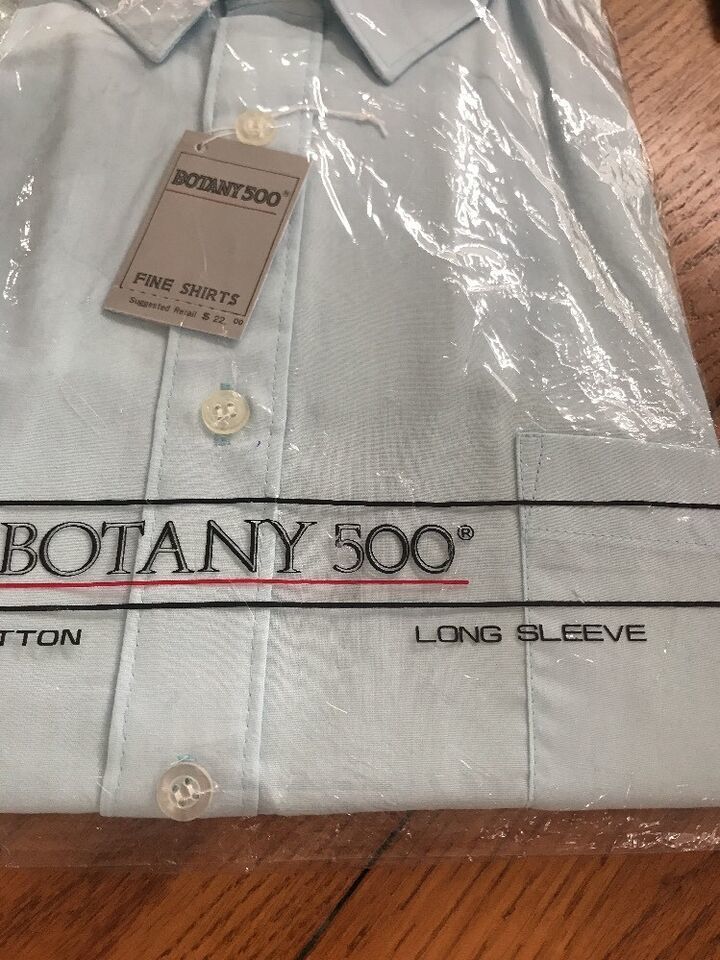 BOTANY 500®
FINE SHIRTS
Suggested Retail $ 22 00
BOTANY 500®
TTON
LONG SLEEVE